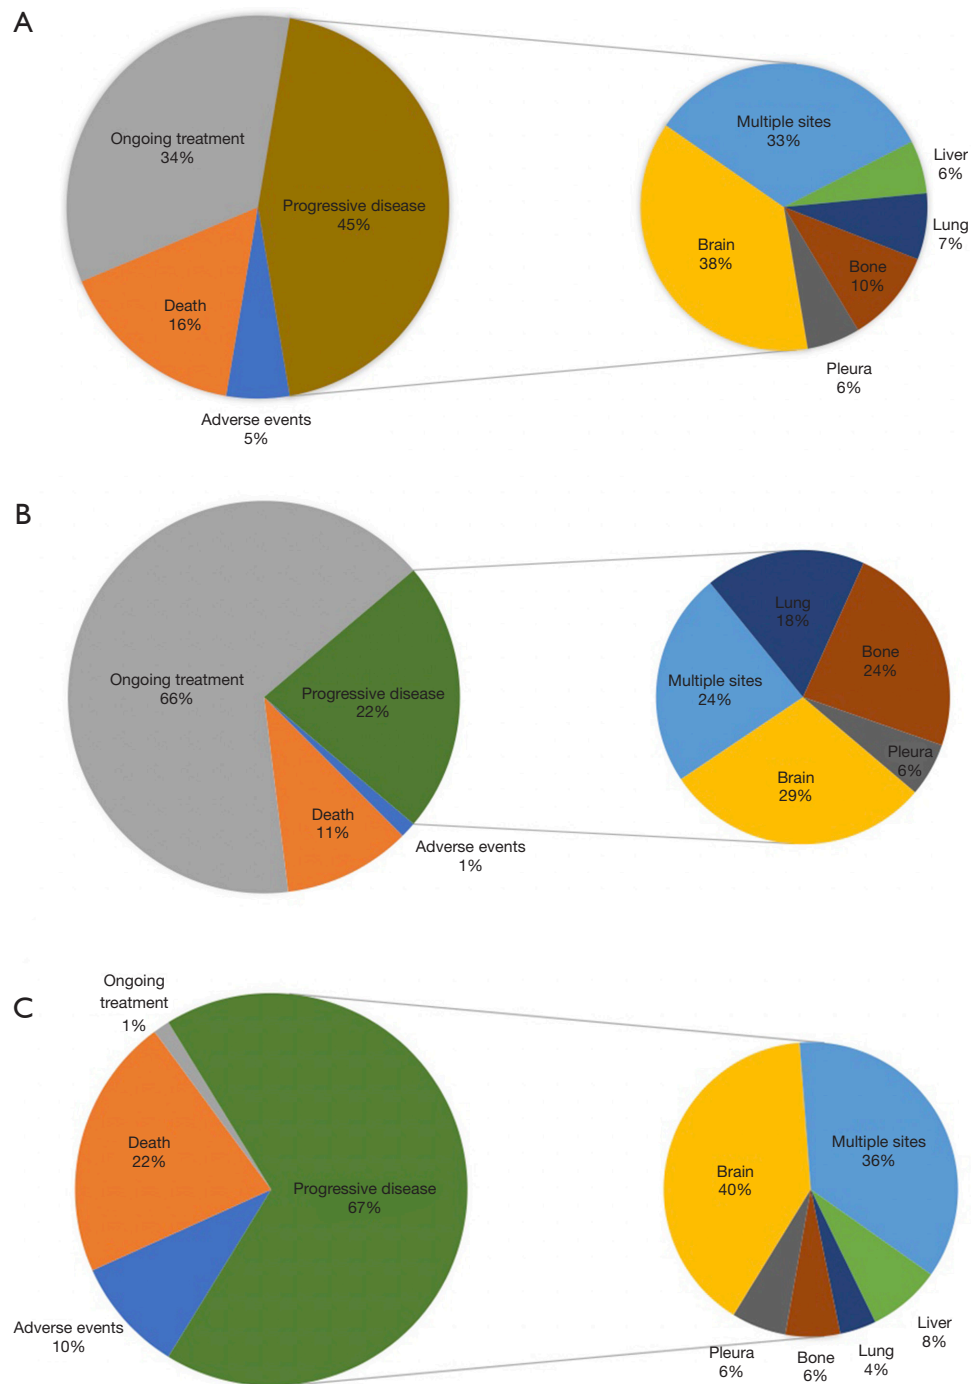 A
Ongoing treatment
34%
Progressive disease
45%
Death
16%
Adverse events
5%
Multiple sites
33%
Liver
6%
Lung
7%
Bone
10%
Brain
38%
Pleura
6%
B
Ongoing treatment
66%
Progressive disease
22%
Death
11%
Adverse events
1%
Lung
18%
Bone
24%
Multiple sites
24%
Pleura
6%
Brain
29%
C
Ongoing
treatment
1%
Death
22%
Progressive disease
67%
Adverse events
10%
Multiple sites
36%
Brain
40%
Liver
8%
Lung
4%
Bone
6%
Pleura
6%